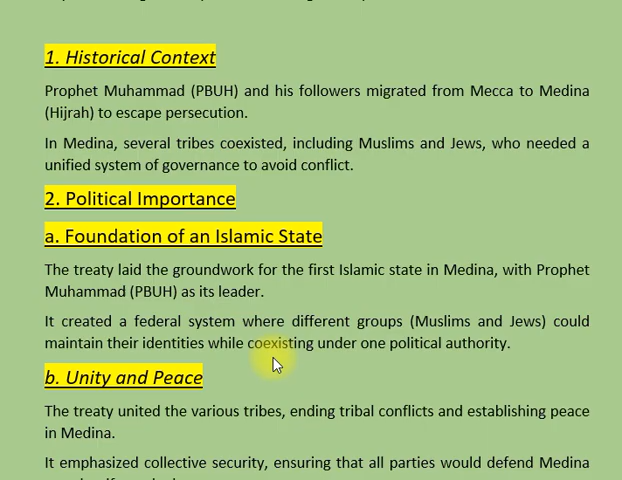 1. Historical Context
Prophet Muhammad (PBUH) and his followers migrated from Mecca to Medina
(Hijrah) to escape persecution.
In Medina, several tribes coexisted, including Muslims and Jews, who needed a
unified system of governance to avoid conflict.
2. Political Importance
a. Foundation of an Islamic State
The treaty laid the groundwork for the first Islamic state in Medina, with Prophet
Muhammad (PBUH) as its leader.
It created a federal system where different groups (Muslims and Jews) could
maintain their identities while coexisting under one political authority.
b. Unity and Peace
The treaty united the various tribes, ending tribal conflicts and establishing peace
in Medina.
It emphasized collective security, ensuring that all parties would defend Medina